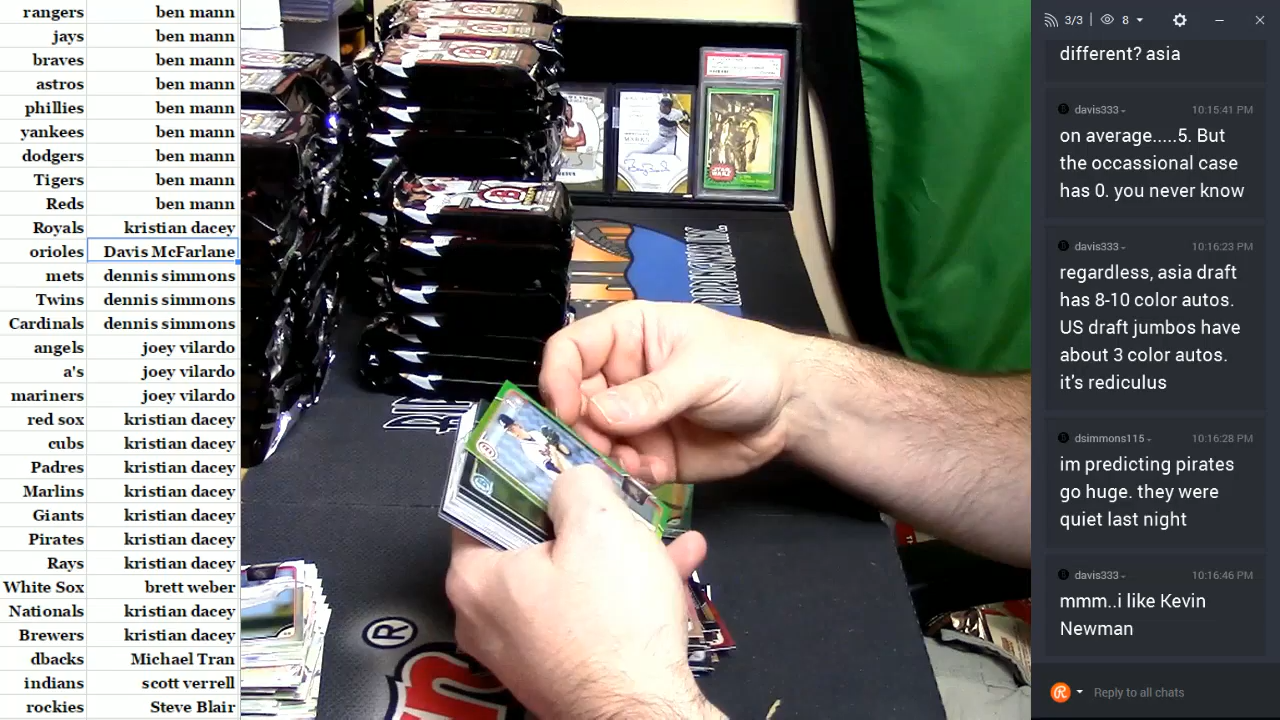 rangers ben mann
jays ben mann
braves ben mann
astros ben mann
phillies ben mann
yankees ben mann
dodgers ben mann
Tigers ben mann
Reds ben mann
Royals kristian dacey
orioles Davis McFarlane
mets dennis simmons
Twins dennis simmons
Cardinals dennis simmons
angels joey vilardo
a's joey vilardo
mariners joey vilardo
red sox kristian dacey
cubs kristian dacey
Padres kristian dacey
Marlins kristian dacey
Giants kristian dacey
Pirates kristian dacey
Rays kristian dacey
White Sox brett weber
Nationals kristian dacey
Brewers kristian dacey
dbacks Michael Tran
indians scott verrell
rockies Steve Blair
STAR WARS
®
3/3 8
different? asia
davis333 10:15:41 PM
on average.....5. But
the occassional case
has 0. you never know
davis333 10:16:23 PM
regardless, asia draft
has 8-10 color autos.
US draft jumbos have
about 3 color autos.
it's rediculus
dsimmons115 10:16:28 PM
im predicting pirates
go huge. they were
quiet last night
davis333 10:16:46 PM
mmm..i like Kevin
Newman
Reply to all chats